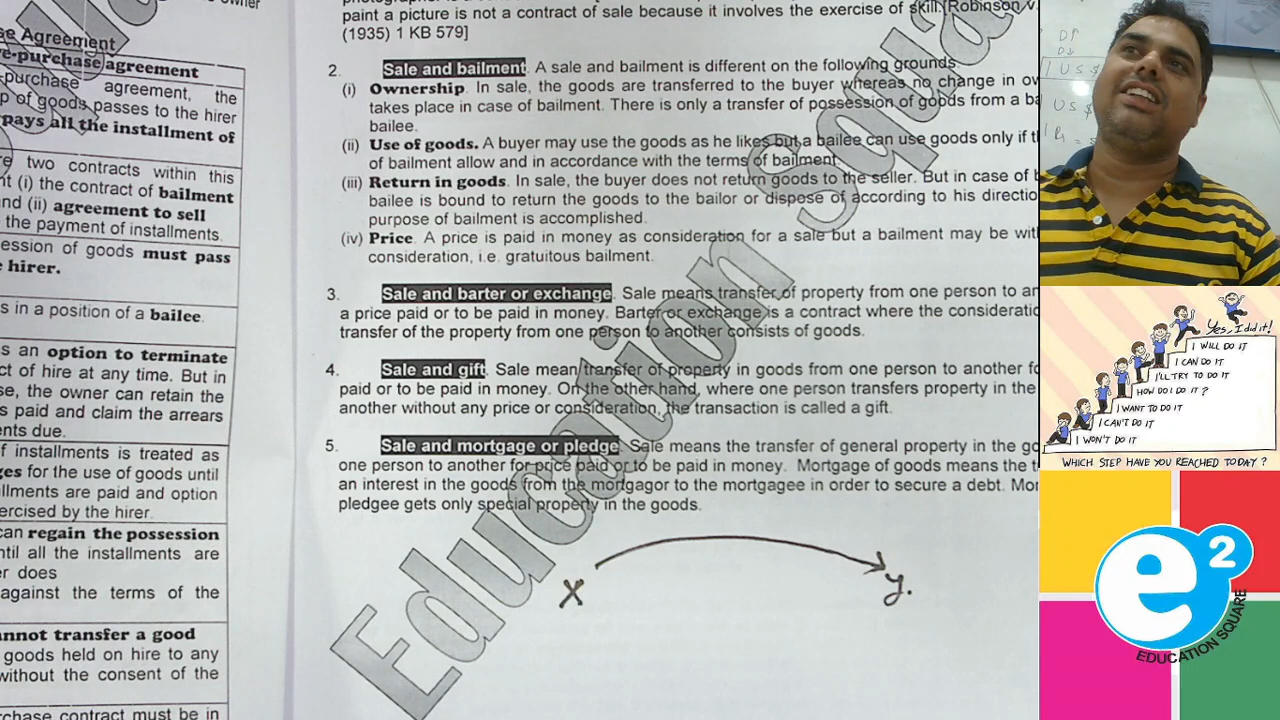 se Agreement
e-purchase agreement
-purchase agreement, the
p of goods passes to the hirer
pays all the installment of
re two contracts within this
nt (i) the contract of bailment
and (ii) agreement to sell
the payment of installments.
ession of goods must pass
hirer.
s in a position of a bailee.
s an option to terminate
ct of hire at any time. But in
se, the owner can retain the
s paid and claim the arrears
ents due.
f installments is treated as
ges for the use of goods until
llments are paid and option
ercised by the hirer.
can regain the possession
ntil all the installments are
er does
against the terms of the
nnot transfer a good
goods held on hire to any
without the consent of the
chase contract must be in
paint a picture is not a contract of sale because it involves the exercise of skill [Robinson v.
(1935) 1 KB 579]
2. Sale and bailment. A sale and bailment is different on the following grounds
(i) Ownership. In sale, the goods are transferred to the buyer whereas no change in ow
takes place in case of bailment. There is only a transfer of possession of goods from a ba
bailee.
(ii) Use of goods. A buyer may use the goods as he likes but a bailee can use goods only if th
of bailment allow and in accordance with the terms of bailment
(iii) Return in goods. In sale, the buyer does not return goods to the seller. But in case of b
bailee is bound to return the goods to the bailor or dispose of according to his directio
purpose of bailment is accomplished.
(iv) Price. A price is paid in money as consideration for a sale but a bailment may be wit
consideration, i.e. gratuitous bailment.
3. Sale and barter or exchange. Sale means transfer of property from one person to an
a price paid or to be paid in money. Barter or exchange is a contract where the consideratio
transfer of the property from one person to another consists of goods.
4. Sale and gift. Sale mean transfer of property in goods from one person to another fo
paid or to be paid in money. On the other hand, where one person transfers property in the
another without any price or consideration, the transaction is called a gift.
5. Sale and mortgage or pledge. Sale means the transfer of general property in the go
one person to another for price paid or to be paid in money. Mortgage of goods means the t
an interest in the goods from the mortgagor to the mortgagee in order to secure a debt. Mor
pledgee gets only special property in the goods.
X
y.
Education Squa
US $
US $
Yes, I did it!
I WILL DO IT
I CAN DO IT
I'LL TRY TO DO IT
HOW DO I DO IT?
I WANT TO DO IT
I CAN'T DO IT
I WON'T DO IT
WHICH STEP HAVE YOU REACHED TODAY?
e2
EDUCATION SQUARE